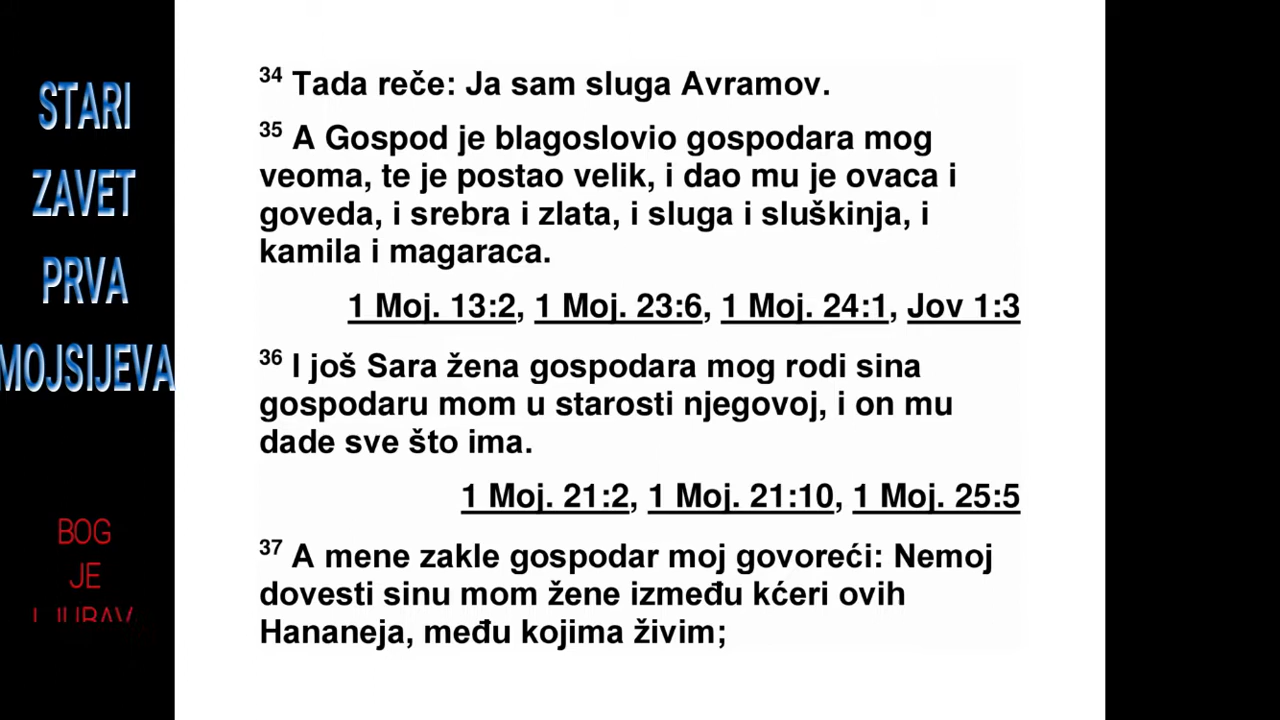 STARI
ZAVET
PRVA
MOJSIJEVA
BOG
JE
34 Tada reče: Ja sam sluga Avramov.
35 A Gospod je blagoslovio gospodara mog
veoma, te je postao velik, i dao mu je ovaca i
goveda, i srebra i zlata, i sluga i sluškinja, i
kamila i magaraca.
1 Moj. 13:2, 1 Moj. 23:6, 1 Moj. 24:1, Jov 1:3
36 I još Sara žena gospodara mog rodi sina
gospodaru mom u starosti njegovoj, i on mu
dade sve što ima.
1 Moj. 21:2, 1 Moj. 21:10, 1 Moj. 25:5
37 A mene zakle gospodar moj govoreći: Nemoj
dovesti sinu mom žene između kćeri ovih
Hananeja, među kojima živim;